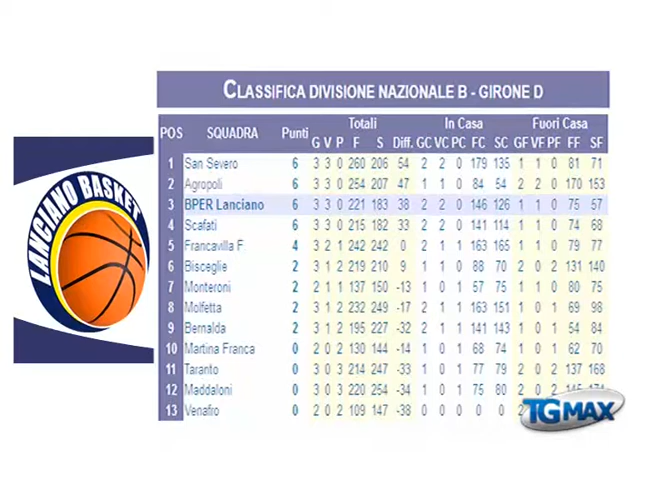 CLASSIFICA DIVISIONE NAZIONALE B - GIRONE D
Totali In Casa Fuori Casa
POS SQUADRA Punti G V P F S Diff. GC VC PC FC SC GF VF PF FF SF
1 San Severo 6 3 3 0 260 206 54 2 2 0 179 135 1 1 0 81 71
2 Agropoli 6 3 3 0 254 207 47 1 1 0 84 54 2 2 0 170 153
3 BPER Lanciano 6 3 3 0 221 183 38 2 2 0 146 126 1 1 0 75 57
4 Scafati 6 3 3 0 215 182 33 2 2 0 141 114 1 1 0 74 68
5 Francavilla F. 4 3 2 1 242 242 0 2 1 1 163 165 1 1 0 79 77
6 Bisceglie 2 3 1 2 219 210 9 1 1 0 88 70 2 0 2 131 140
7 Monteroni 2 2 1 1 137 150 -13 1 0 1 57 75 1 1 0 80 75
8 Molfetta 2 3 1 2 232 249 -17 2 1 1 163 151 1 0 1 69 98
9 Bernalda 2 3 1 2 195 227 -32 2 1 1 141 143 1 0 1 54 84
10 Martina Franca 0 2 0 2 130 144 -14 1 0 1 68 74 1 0 1 62 70
11 Taranto 0 3 0 3 214 247 -33 1 0 1 77 79 2 0 2 137 168
12 Maddaloni 0 3 0 3 220 254 -34 1 0 1 75 80 2 0 2
13 Venafro 0 2 0 2 109 147 -38 0 0 0 0 0 2
LANCIANO BASKET
TGMAX